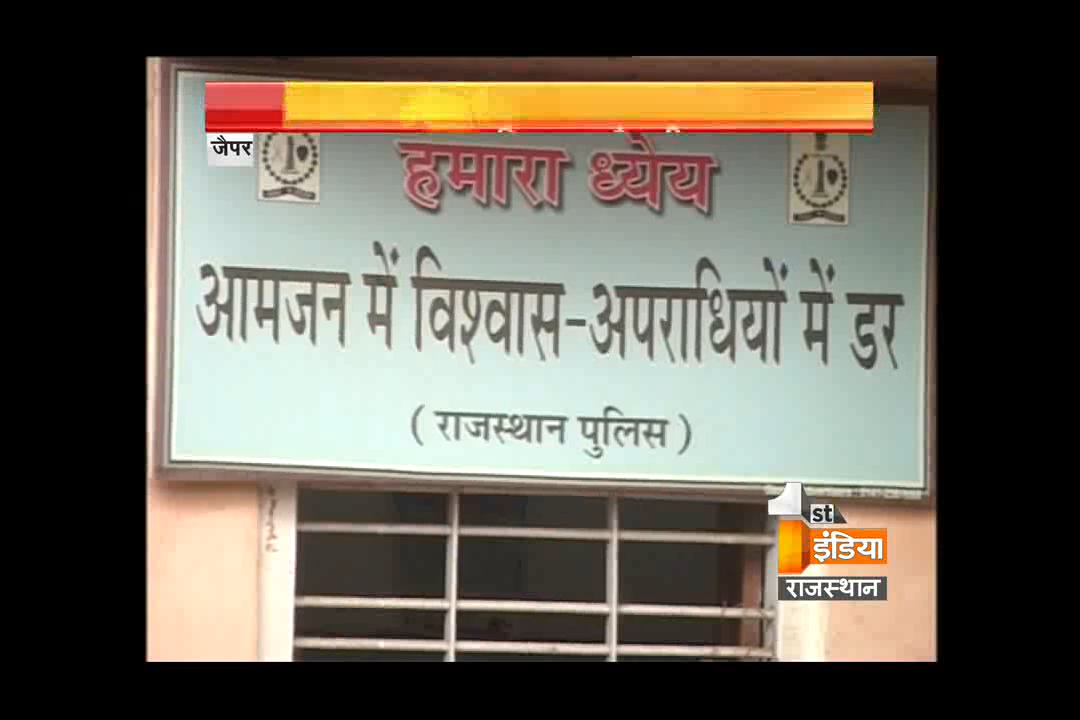 जैपर
हमारा ध्येय
आमजन में विश्वास-अपराधियों में डर
( राजस्थान पुलिस )
1st
इंडिया
राजस्थान